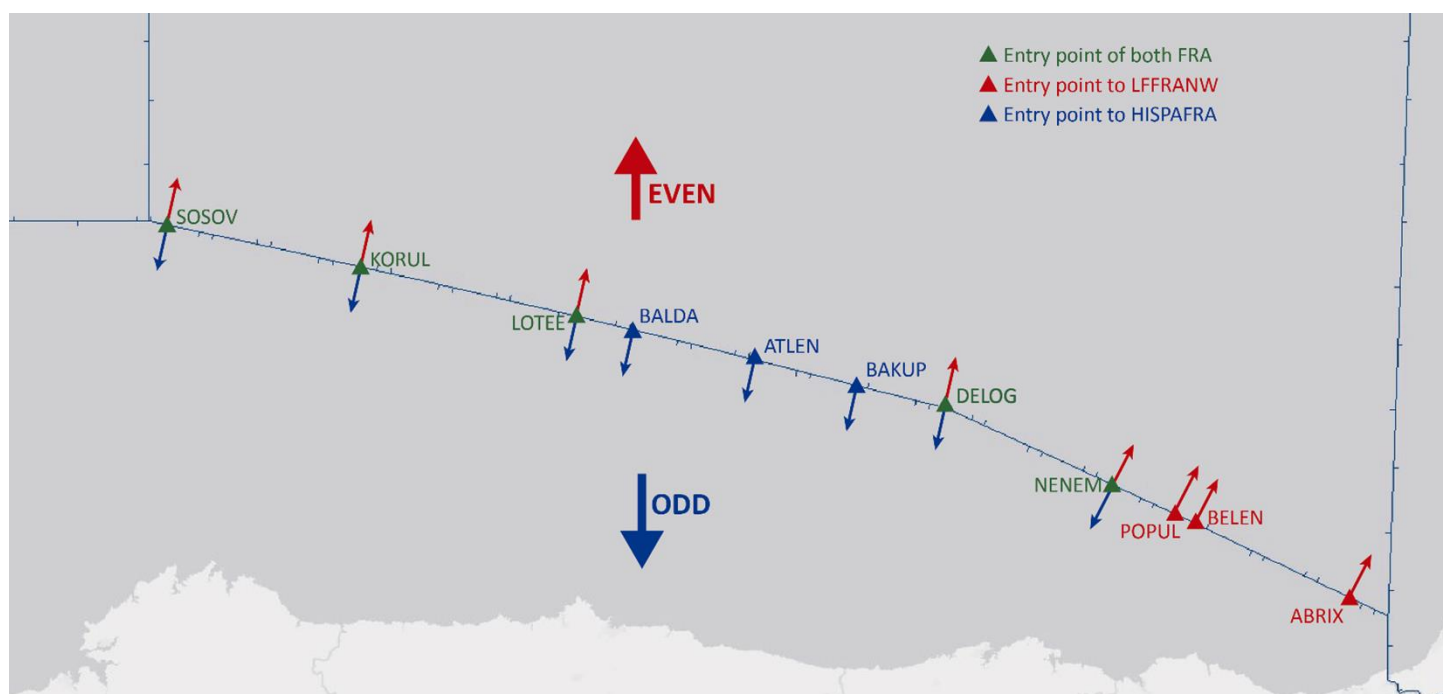 Entry point of both FRA
Entry point to LFFRANW
Entry point to HISPAFRA
EVEN
SOSOV
KORUL
LOTEE
BALDA
ATLEN
BAKUP
DELOG
NENEM
ODD
POPUL
BELEN
ABRIX